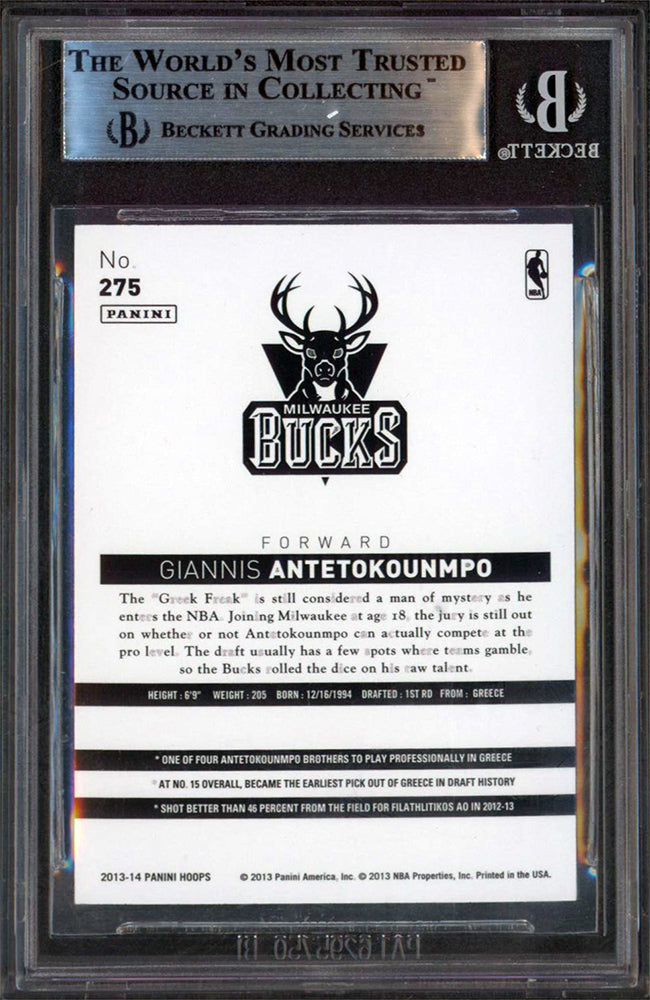 THE WORLD'S MOST TRUSTED
SOURCE IN COLLECTING™
B BECKETT GRADING SERVICES
B
BECKETT®
No.
275
PANINI
NBA
MILWAUKEE
BUCKS
FORWARD
GIANNIS ANTETOKOUNMPO
The "Greek Freak" is still considered a man of mystery as he
enters the NBA. Joining Milwaukee at age 18, the jury is still out
on whether or not Antetokounmpo can actually compete at the
pro level. The draft usually has a few spots where teams gamble,
so the Bucks rolled the dice on his raw talent.
HEIGHT : 6'9" WEIGHT : 205 BORN : 12/16/1994 DRAFTED : 1ST RD FROM : GREECE
* ONE OF FOUR ANTETOKOUNMPO BROTHERS TO PLAY PROFESSIONALLY IN GREECE
* AT NO. 15 OVERALL, BECAME THE EARLIEST PICK OUT OF GREECE IN DRAFT HISTORY
* SHOT BETTER THAN 46 PERCENT FROM THE FIELD FOR FILATHLITIKOS AO IN 2012-13
2013-14 PANINI HOOPS © 2013 Panini America, Inc. © 2013 NBA Properties, Inc. Printed in the USA.